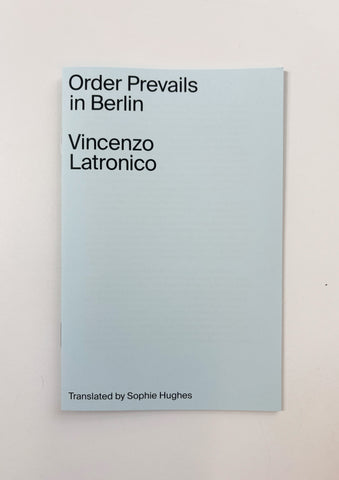 Order Prevails
in Berlin
Vincenzo
Latronico
Translated by Sophie Hughes